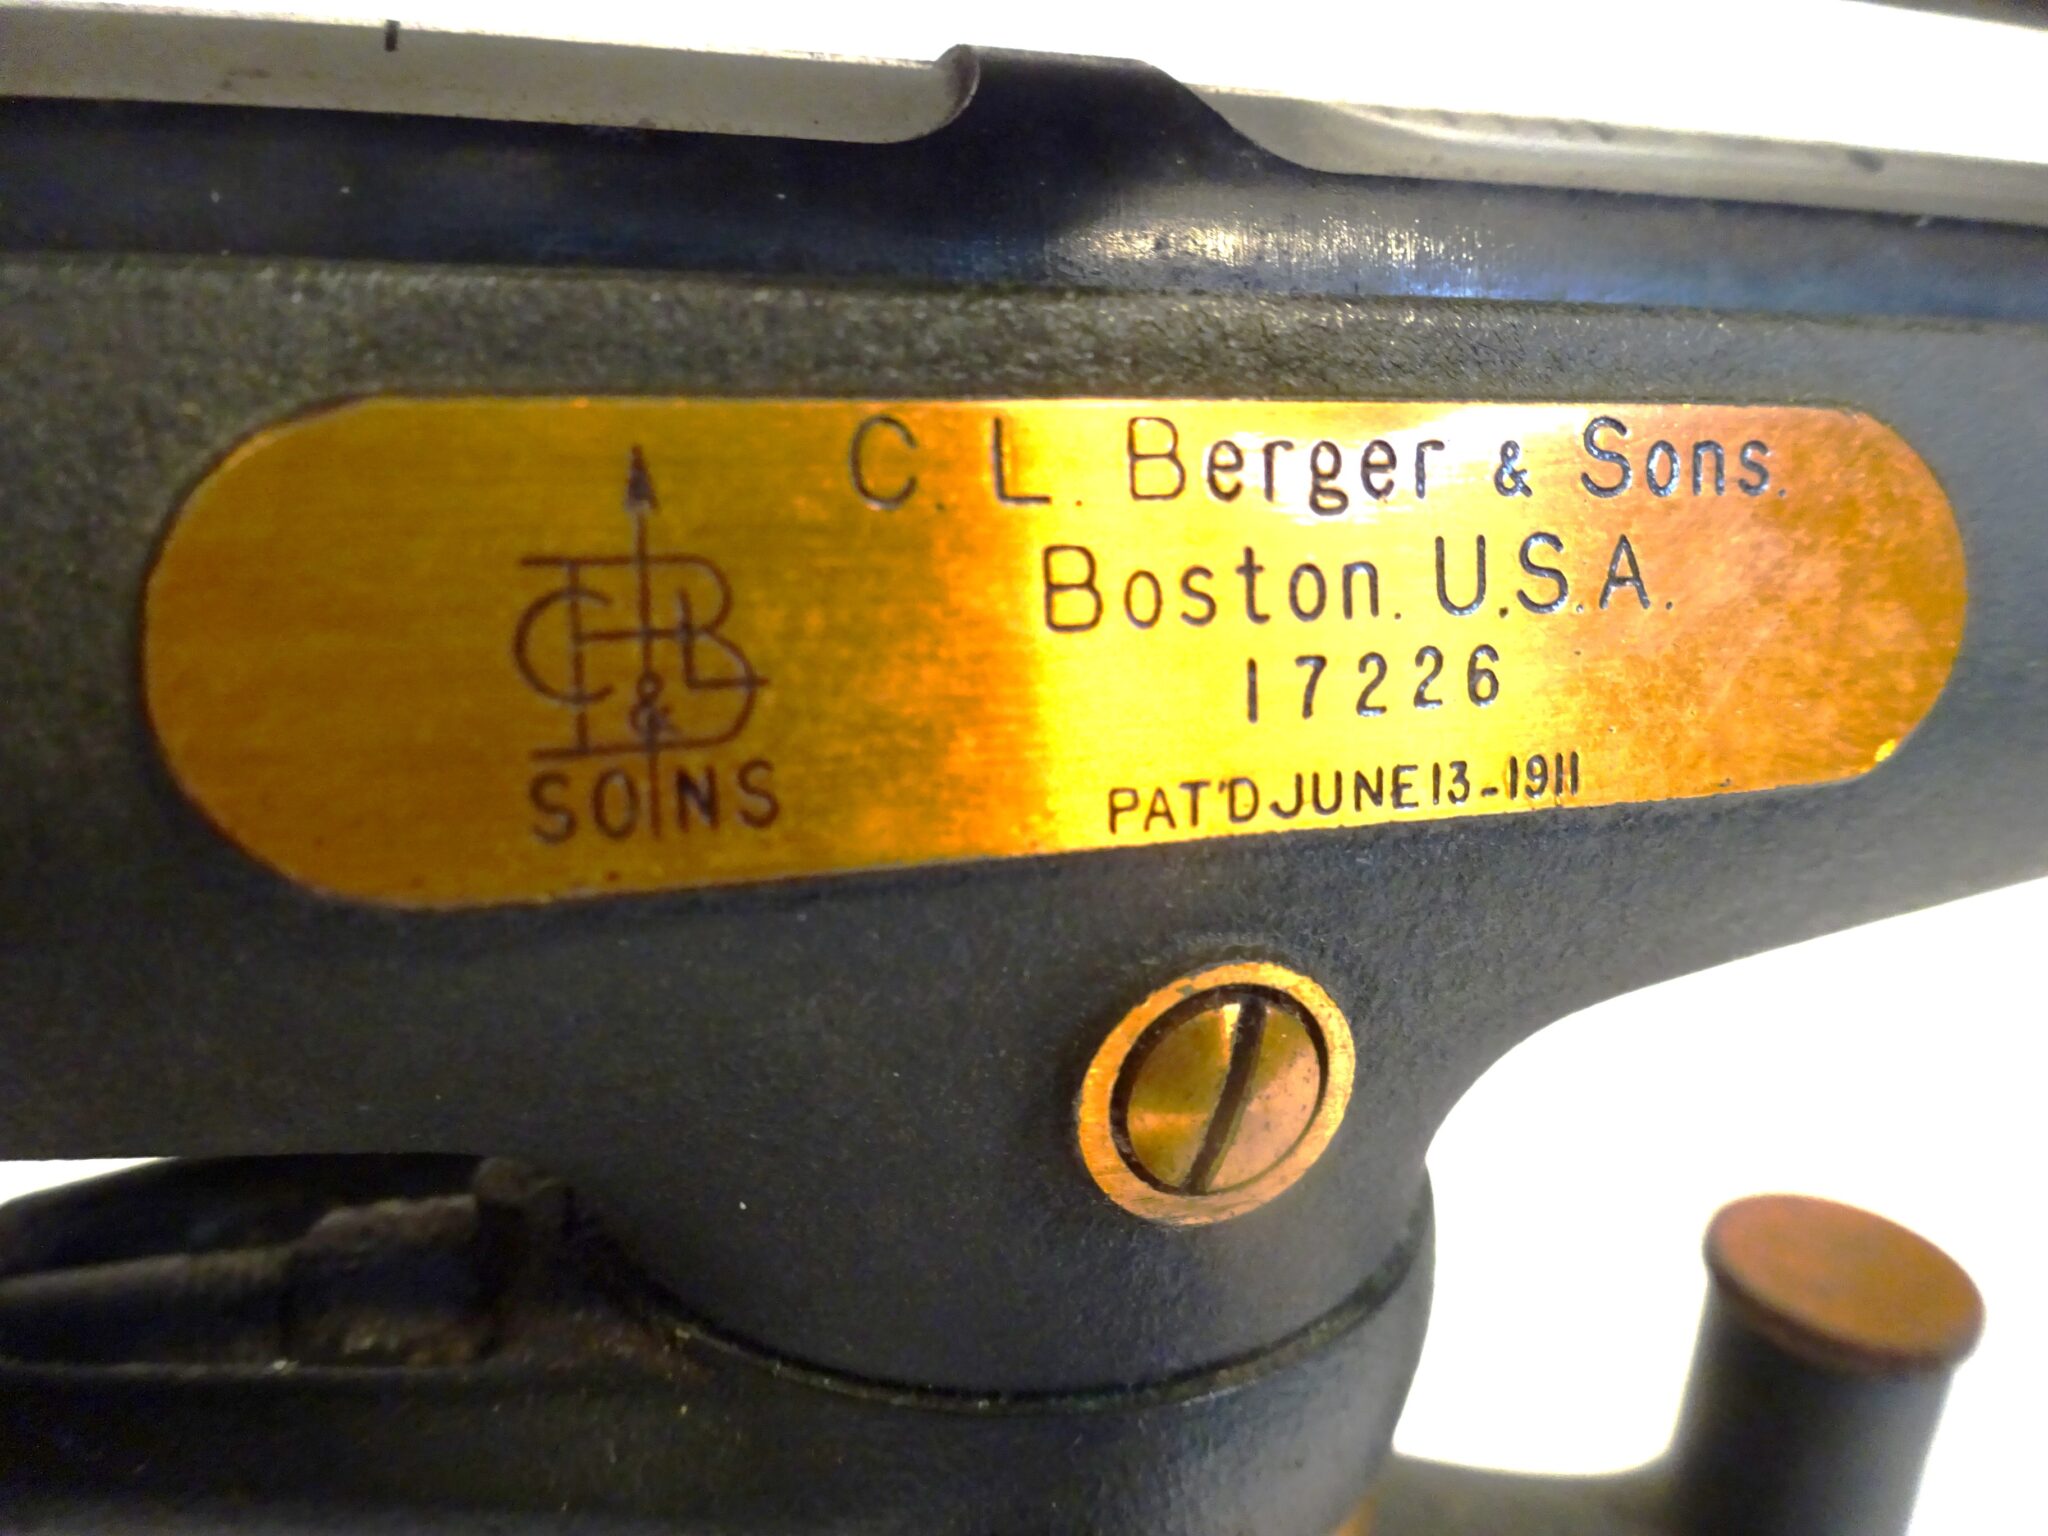 C. L. Berger & Sons.
Boston. U.S.A.
17226
PAT'D JUNE 13-1911
CLB
&
SONS